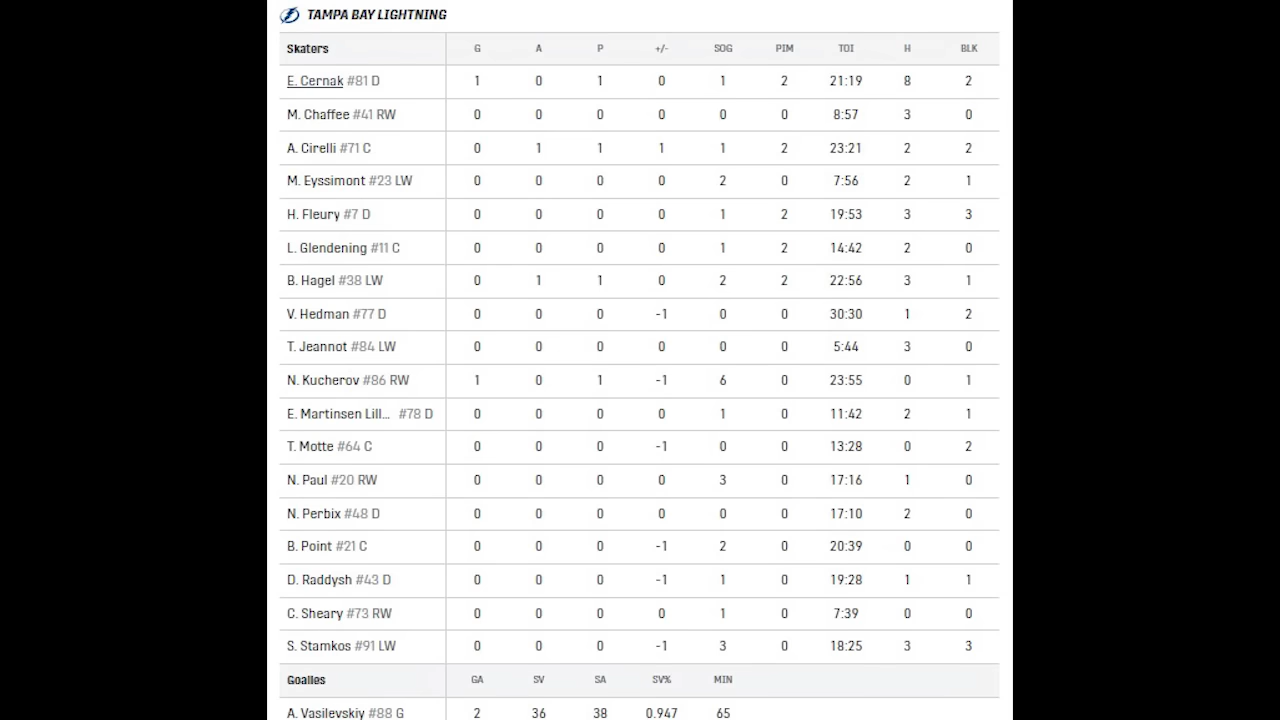 TAMPA BAY LIGHTNING
Skaters G A P +/- SOG PIM TOI H BLK
E. Cernak #81 D 1 0 1 0 1 2 21:19 8 2
M. Chaffee #41 RW 0 0 0 0 0 0 8:57 3 0
A. Cirelli #71 C 0 1 1 1 1 2 23:21 2 2
M. Eyssimont #23 LW 0 0 0 0 2 0 7:56 2 1
H. Fleury #7 D 0 0 0 0 1 2 19:53 3 3
L. Glendening #11 C 0 0 0 0 1 2 14:42 2 0
B. Hagel #38 LW 0 1 1 0 2 2 22:56 3 1
V. Hedman #77 D 0 0 0 -1 0 0 30:30 1 2
T. Jeannot #84 LW 0 0 0 0 0 0 5:44 3 0
N. Kucherov #86 RW 1 0 1 -1 6 0 23:55 0 1
E. Martinsen Lill... #78 D 0 0 0 0 1 0 11:42 2 1
T. Motte #64 C 0 0 0 -1 0 0 13:28 0 2
N. Paul #20 RW 0 0 0 0 3 0 17:16 1 0
N. Perbix #48 D 0 0 0 0 0 0 17:10 2 0
B. Point #21 C 0 0 0 -1 2 0 20:39 0 0
D. Raddysh #43 D 0 0 0 -1 1 0 19:28 1 1
C. Sheary #73 RW 0 0 0 0 1 0 7:39 0 0
S. Stamkos #91 LW 0 0 0 -1 3 0 18:25 3 3
Goalies GA SV SA SV% MIN
A. Vasilevskiy #88 G 2 36 38 0.947 65